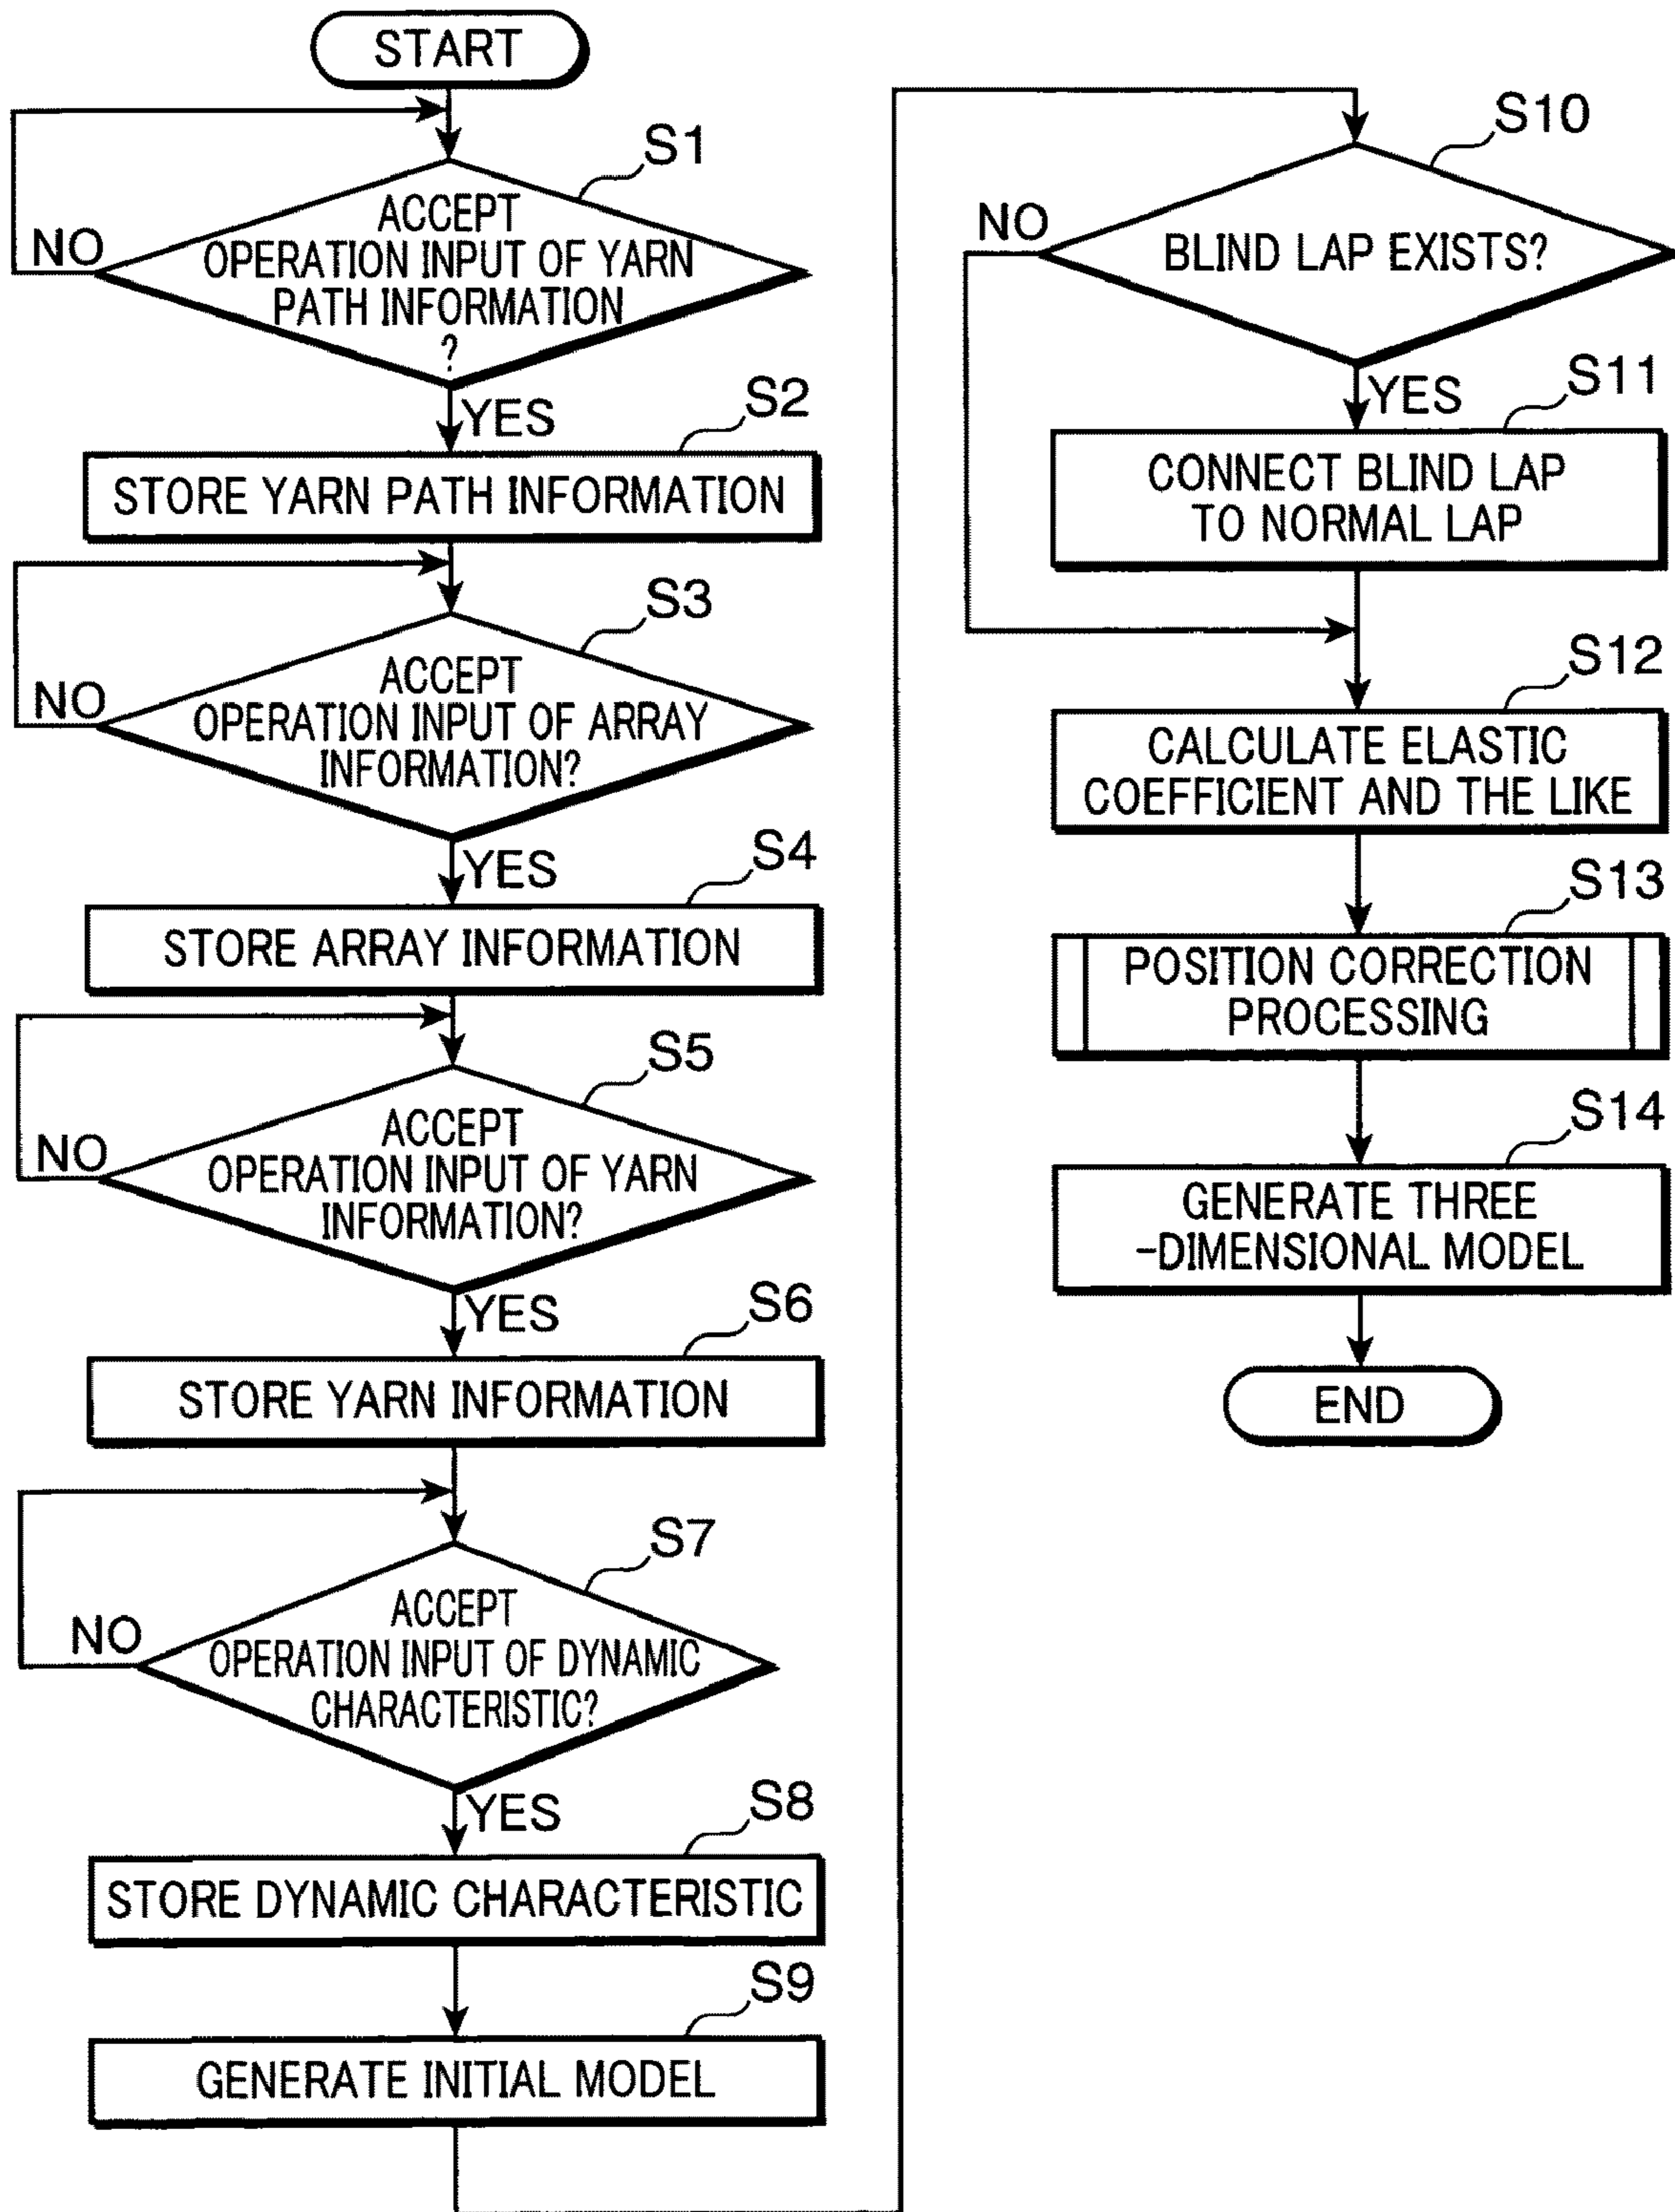 START
S1
ACCEPT
OPERATION INPUT OF YARN
PATH INFORMATION
?
NO
YES
S2
STORE YARN PATH INFORMATION
S3
ACCEPT
OPERATION INPUT OF ARRAY
INFORMATION?
NO
YES
S4
STORE ARRAY INFORMATION
S5
ACCEPT
OPERATION INPUT OF YARN
INFORMATION?
NO
YES
S6
STORE YARN INFORMATION
S7
ACCEPT
OPERATION INPUT OF DYNAMIC
CHARACTERISTIC?
NO
YES
S8
STORE DYNAMIC CHARACTERISTIC
S9
GENERATE INITIAL MODEL
S10
BLIND LAP EXISTS?
NO
YES
S11
CONNECT BLIND LAP
TO NORMAL LAP
S12
CALCULATE ELASTIC
COEFFICIENT AND THE LIKE
S13
POSITION CORRECTION
PROCESSING
S14
GENERATE THREE
-DIMENSIONAL MODEL
END